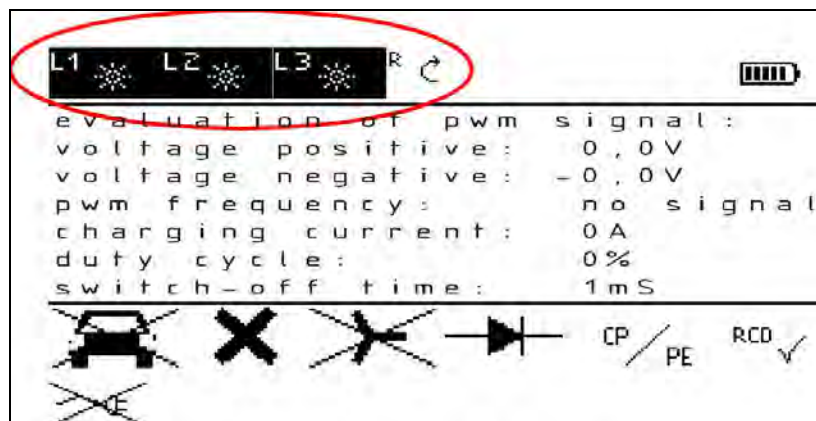 L1 L2 L3 R
evaluation of pwm signal:
voltage positive: 0,0V
voltage negative: -0,0V
pwm frequency: no signal
charging current: 0A
duty cycle: 0%
switch-off time: 1mS
CP/PE RCD